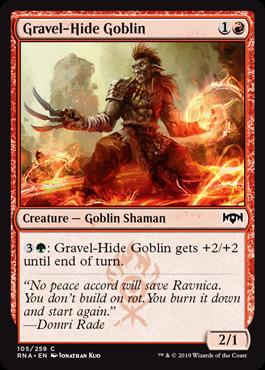 Gravel-Hide Goblin 1
Creature — Goblin Shaman
3: Gravel-Hide Goblin gets +2/+2
until end of turn.
"No peace accord will save Ravnica.
You don't build on rot. You burn it down
and start again."
—Domri Rade
105/259 C
RNA • EN JONATHAN KUO
2/1
™ & © 2019 Wizards of the Coast